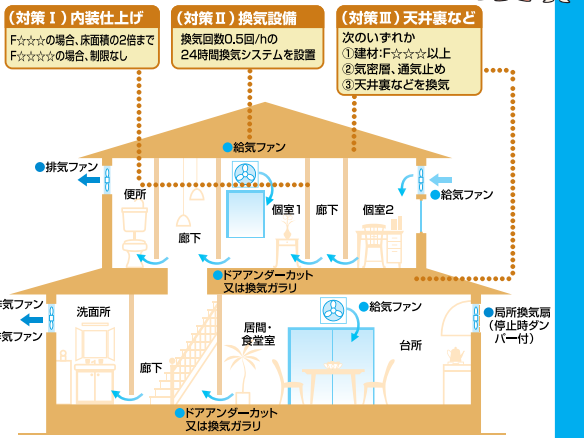 (対策Ⅰ)内装仕上げ
F☆☆☆の場合、床面積の2倍まで
F☆☆☆☆の場合、制限なし
(対策Ⅱ)換気設備
換気回数0.5回/hの
24時間換気システムを設置
(対策Ⅲ)天井裏など
次のいずれか
①建材:F☆☆☆以上
②気密層、通気止め
③天井裏などを換気
●給気ファン
●排気ファン
●給気ファン
便所
廊下
個室1
廊下
個室2
●ドアアンダーカット
又は換気ガラリ
気ファン
洗面所
気ファン
廊下
居間・
食堂室
●給気ファン
台所
●局所換気扇
(停止時ダン
パー付)
●ドアアンダーカット
又は換気ガラリ